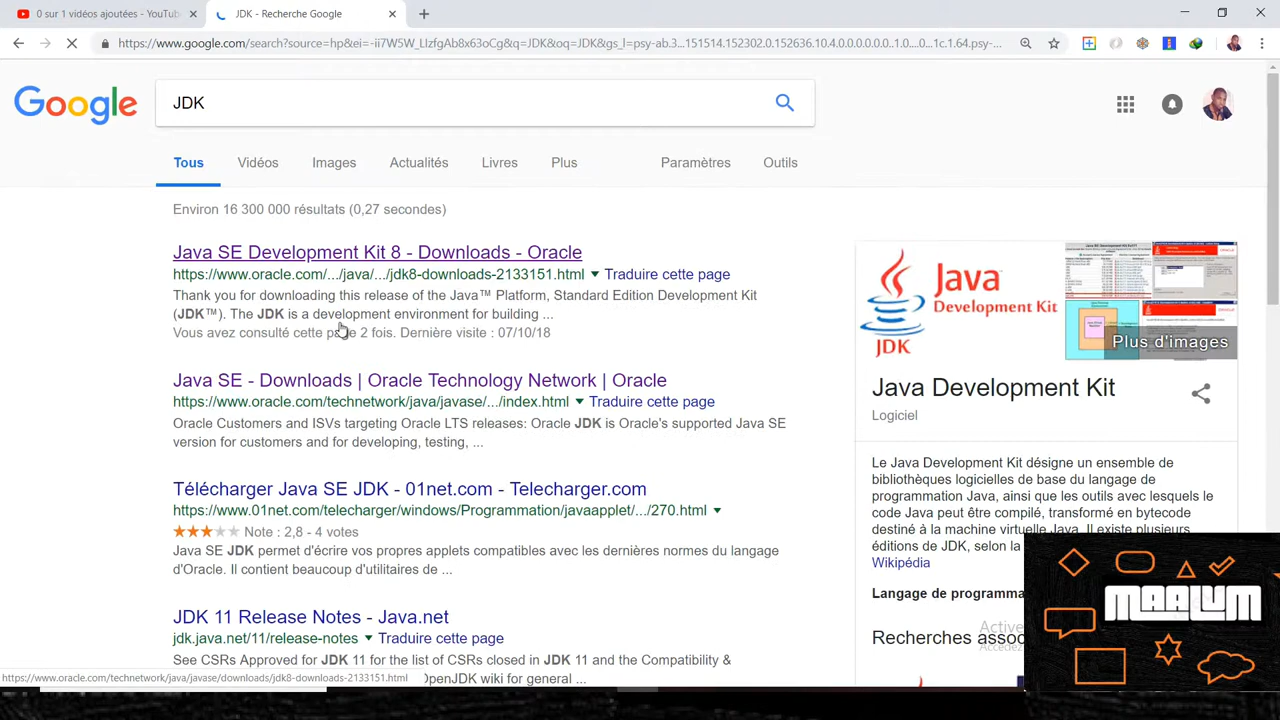 0 sur 1 vidéos ajoutées - YouTub
JDK - Recherche Google
https://www.google.com/search?source=hp&ei=-ii7W5W_LIzfgAb8x63oCg&q=JDK&oq=JDK&gs_l=psy-ab.3...151514.152302.0.152636.10.4.0.0.0.0.0.0..1.0....0...1c.1.64.psy-...
Google
JDK
Tous
Vidéos
Images
Actualités
Livres
Plus
Paramètres
Outils
Environ 16 300 000 résultats (0,27 secondes)
Java SE Development Kit 8 - Downloads - Oracle
https://www.oracle.com/.../java/.../jdk8-downloads-2133151.html Traduire cette page
Thank you for downloading this release of the Java™ Platform, Standard Edition Development Kit
(JDK™). The JDK is a development environment for building ...
Vous avez consulté cette page 2 fois. Dernière visite : 07/10/18
Java SE - Downloads | Oracle Technology Network | Oracle
https://www.oracle.com/technetwork/java/javase/.../index.html Traduire cette page
Oracle Customers and ISVs targeting Oracle LTS releases: Oracle JDK is Oracle's supported Java SE
version for customers and for developing, testing, ...
Télécharger Java SE JDK - 01net.com - Telecharger.com
https://www.01net.com/telecharger/windows/Programmation/javaapplet/.../270.html
Note : 2,8 - 4 votes
Java SE JDK permet d'écrire vos propres applets compatibles avec les dernières normes du langage
d'Oracle. Il contient beaucoup d'utilitaires de ...
JDK 11 Release Notes - Java.net
jdk.java.net/11/release-notes Traduire cette page
See CSRs Approved for JDK 11 for the list of CSRs closed in JDK 11 and the Compatibility &
OpenJDK wiki for general ...
https://www.oracle.com/technetwork/java/javase/downloads/jdk8-downloads-2133151.html
Java
Development Kit
JDK
Plus d'images
Java Development Kit
Logiciel
Le Java Development Kit désigne un ensemble de
bibliothèques logicielles de base du langage de
programmation Java, ainsi que les outils avec lesquels le
code Java peut être compilé, transformé en bytecode
destiné à la machine virtuelle Java. Il existe plusieurs
éditions de JDK, selon la
Wikipédia
Langage de programma
Recherches asso
Active
Accédez
MAALUM